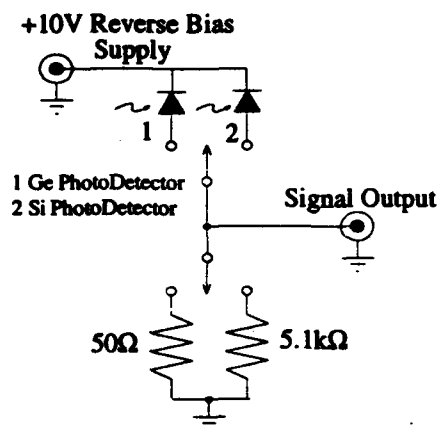 +10V Reverse Bias
Supply
1
2
1 Ge PhotoDetector
2 Si PhotoDetector
Signal Output
50Ω
5.1kΩ